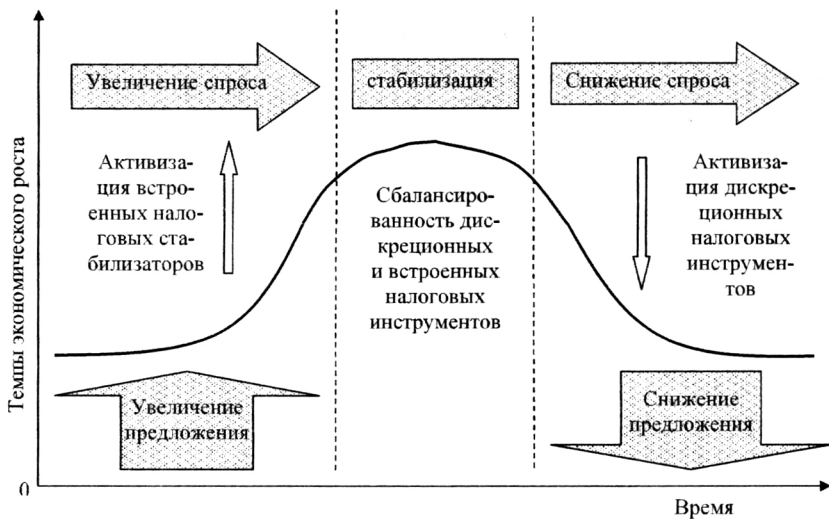 Темпы экономического роста
Увеличение спроса
стабилизация
Снижение спроса
Активиза-
ция встро-
енных нало-
говых ста-
билизаторов
Сбалансиро-
ванность дис-
креционных
и встроенных
налоговых
инструментов
Активиза-
ция дискре-
ционных
налоговых
инструмен-
тов
Увеличение
предложения
Снижение
предложения
0
Время